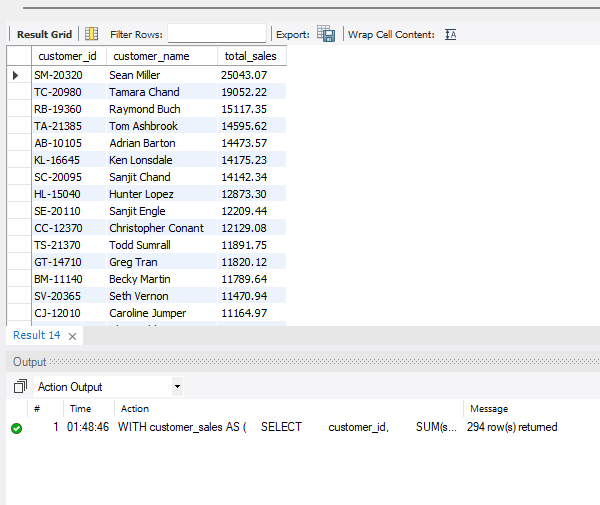 Result Grid Filter Rows: Export: Wrap Cell Content:
customer_id customer_name total_sales
SM-20320 Sean Miller 25043.07
TC-20980 Tamara Chand 19052.22
RB-19360 Raymond Buch 15117.35
TA-21385 Tom Ashbrook 14595.62
AB-10105 Adrian Barton 14473.57
KL-16645 Ken Lonsdale 14175.23
SC-20095 Sanjit Chand 14142.34
HL-15040 Hunter Lopez 12873.30
SE-20110 Sanjit Engle 12209.44
CC-12370 Christopher Conant 12129.08
TS-21370 Todd Sumrall 11891.75
GT-14710 Greg Tran 11820.12
BM-11140 Becky Martin 11789.64
SV-20365 Seth Vernon 11470.94
CJ-12010 Caroline Jumper 11164.97
Result 14
Output
Action Output
# Time Action Message
1 01:48:46 WITH customer_sales AS ( SELECT customer_id, SUM(s... 294 row(s) returned